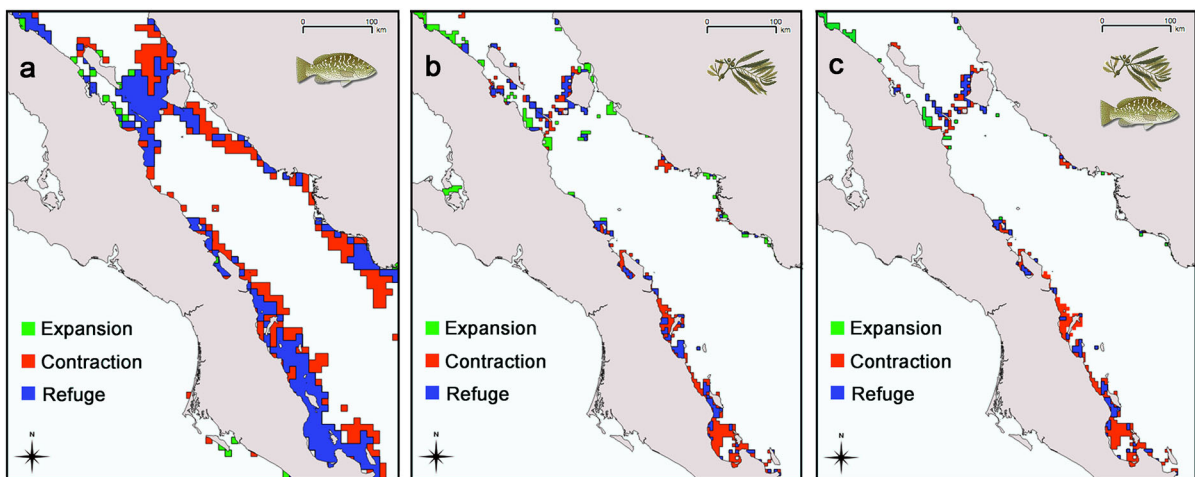 a
0 100
km
Expansion
Contraction
Refuge
N
b
0 100
km
Expansion
Contraction
Refuge
N
c
0 100
km
Expansion
Contraction
Refuge
N